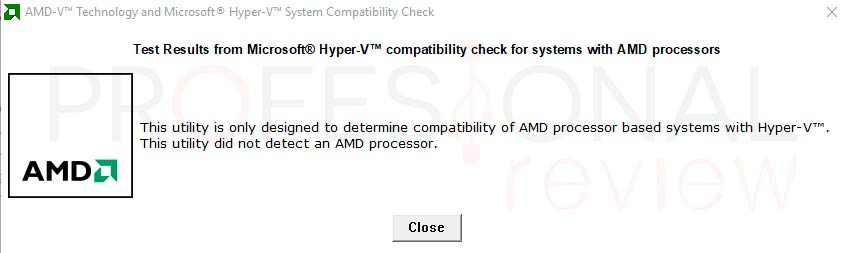 AMD-V™ Technology and Microsoft® Hyper-V™ System Compatibility Check
Test Results from Microsoft® Hyper-V™ compatibility check for systems with AMD processors
PROFESIONAL
review
AMD
This utility is only designed to determine compatibility of AMD processor based systems with Hyper-V™.
This utility did not detect an AMD processor.
Close